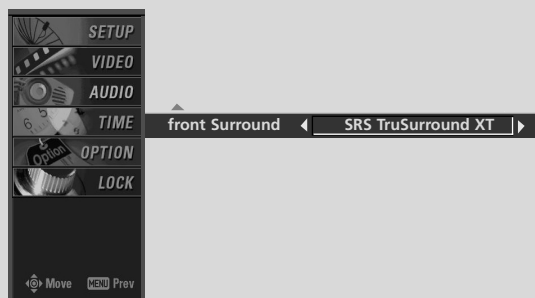 SETUP
VIDEO
AUDIO
TIME
front Surround SRS TruSurround XT
OPTION
LOCK
Move MENU Prev